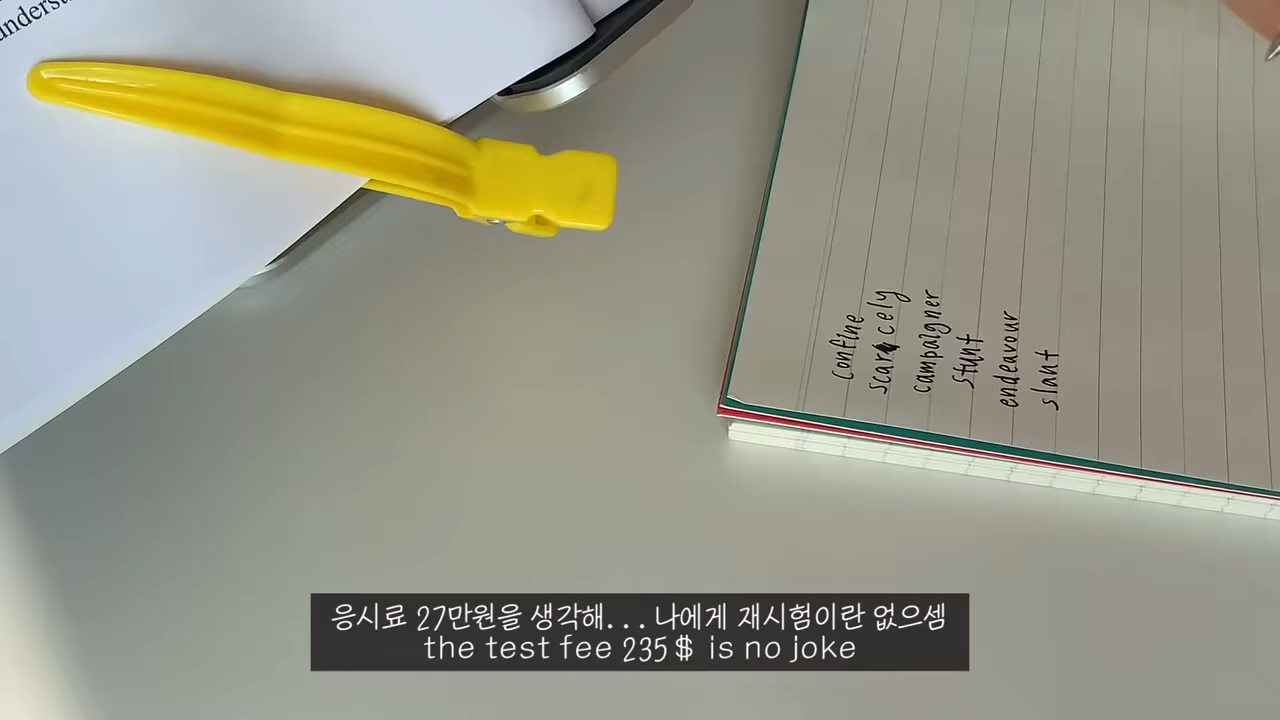 underst
confine
scarcely
campaigner
stunt
endeavour
slant
응시료 27만원을 생각해... 나에게 재시험이란 없으셈
the test fee 235$ is no joke